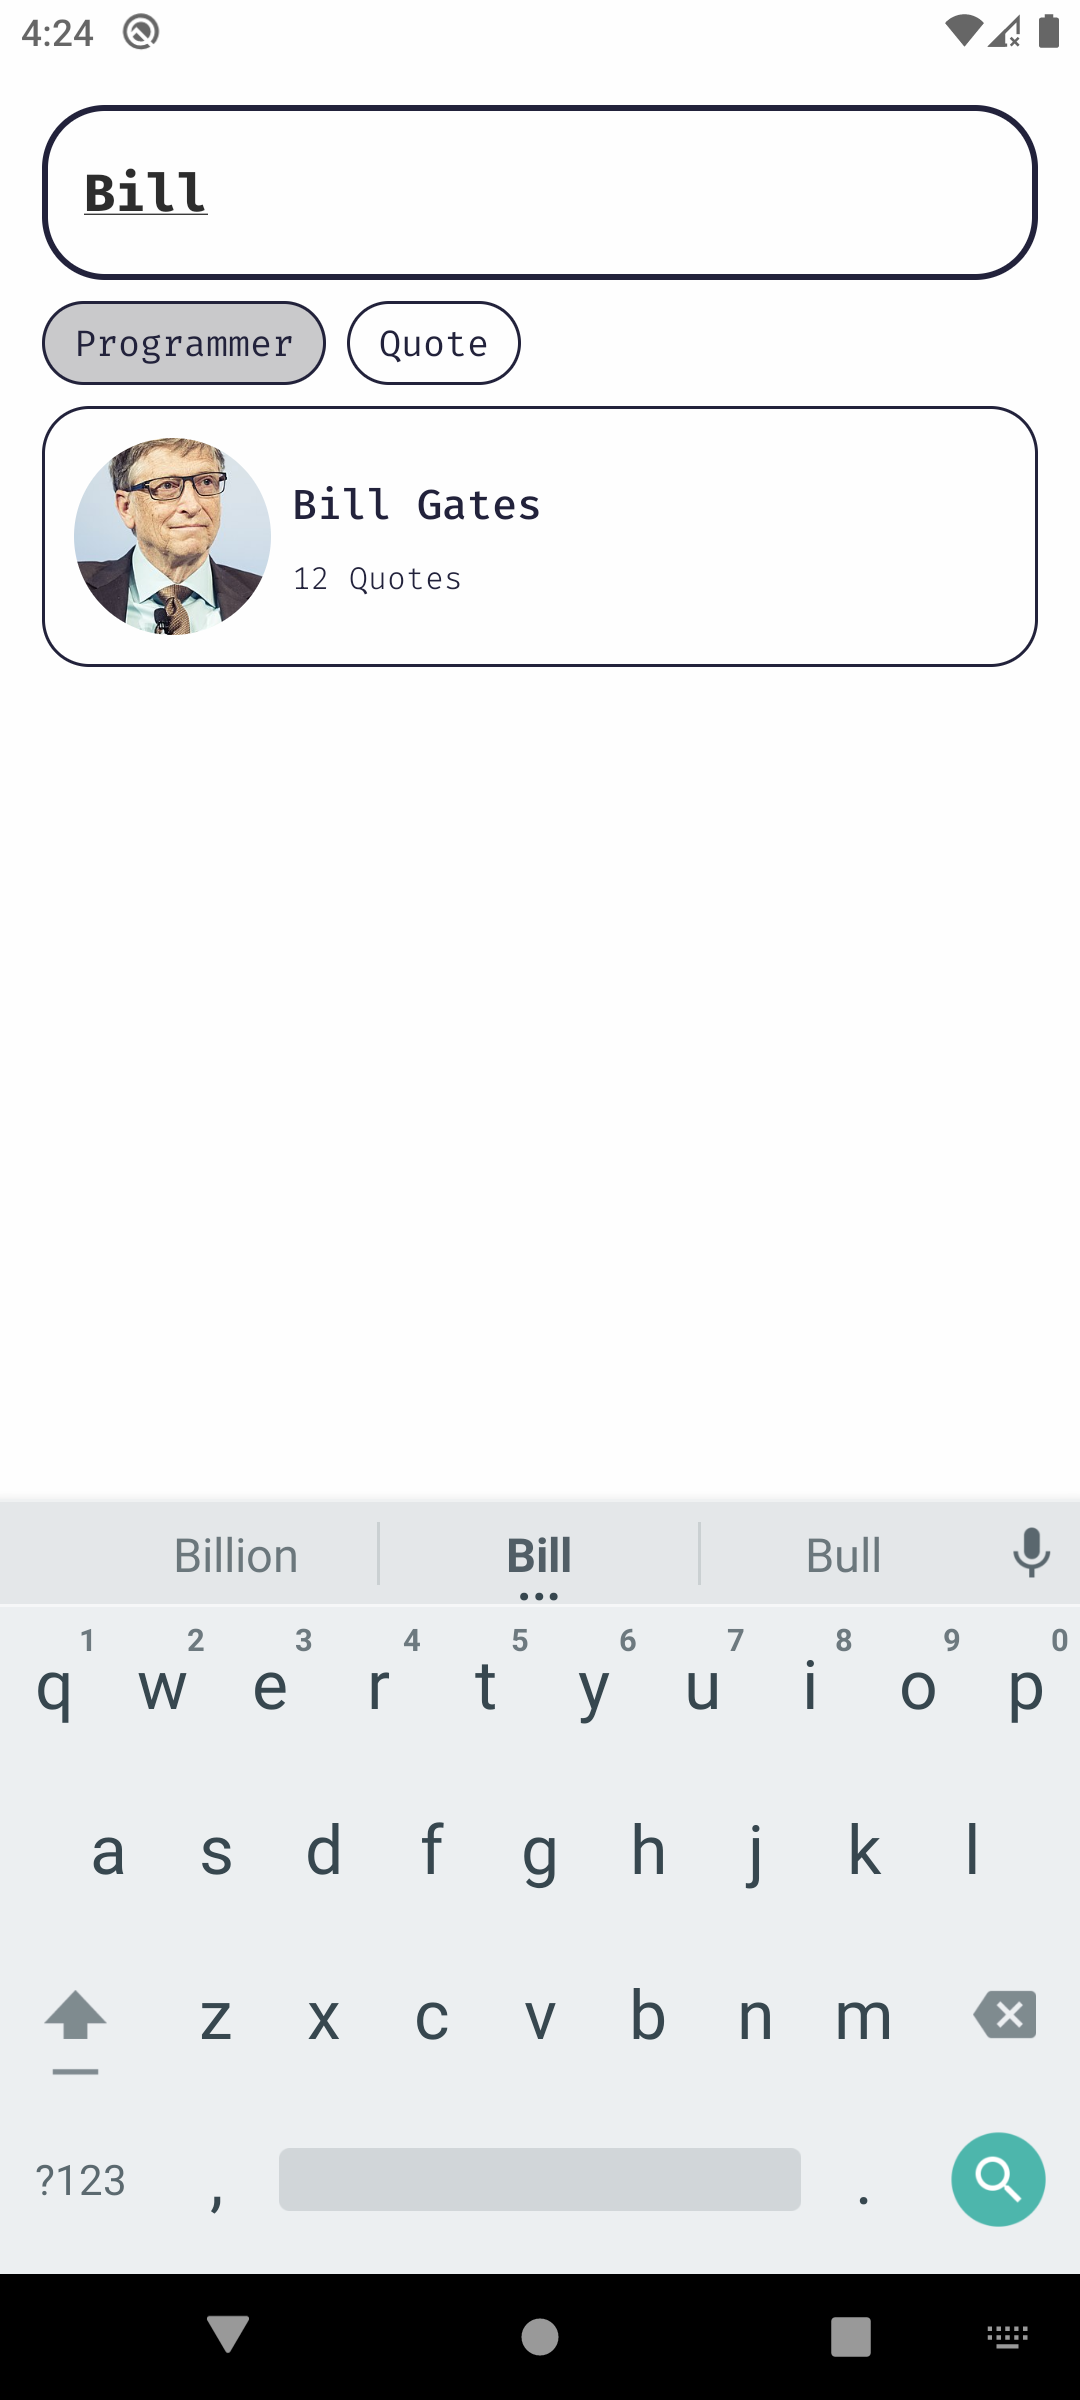 4:24
Bill
Programmer Quote
Bill Gates
12 Quotes
Billion Bill Bull
1 2 3 4 5 6 7 8 9 0
q w e r t y u i o p
a s d f g h j k l
z x c v b n m
?123 , .